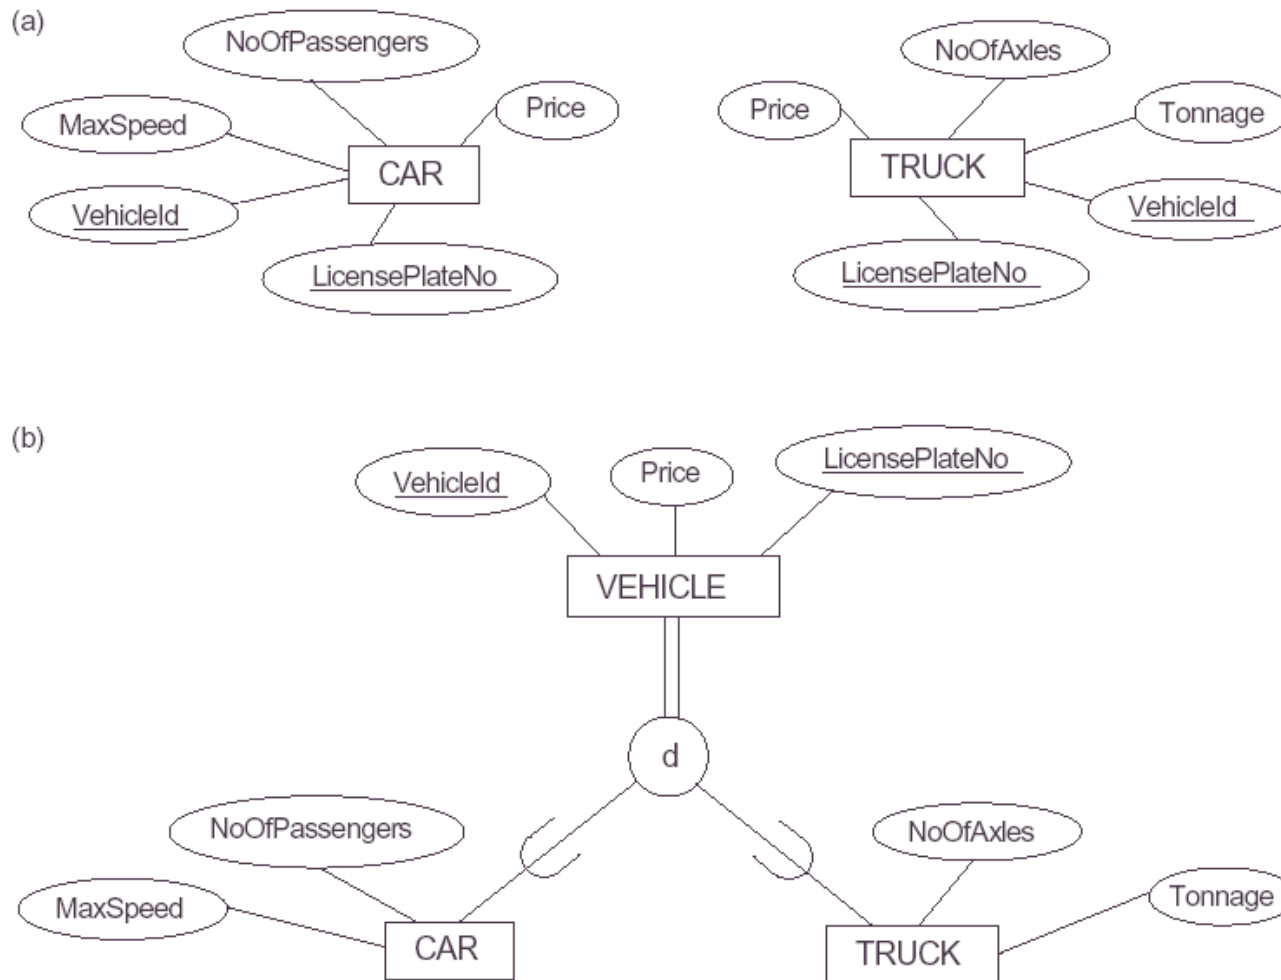 (a)
NoOfPassengers
NoOfAxles
Price
Price
Tonnage
MaxSpeed
CAR
TRUCK
VehicleId
VehicleId
LicensePlateNo
LicensePlateNo
(b)
VehicleId
Price
LicensePlateNo
VEHICLE
d
NoOfPassengers
NoOfAxles
MaxSpeed
Tonnage
CAR
TRUCK